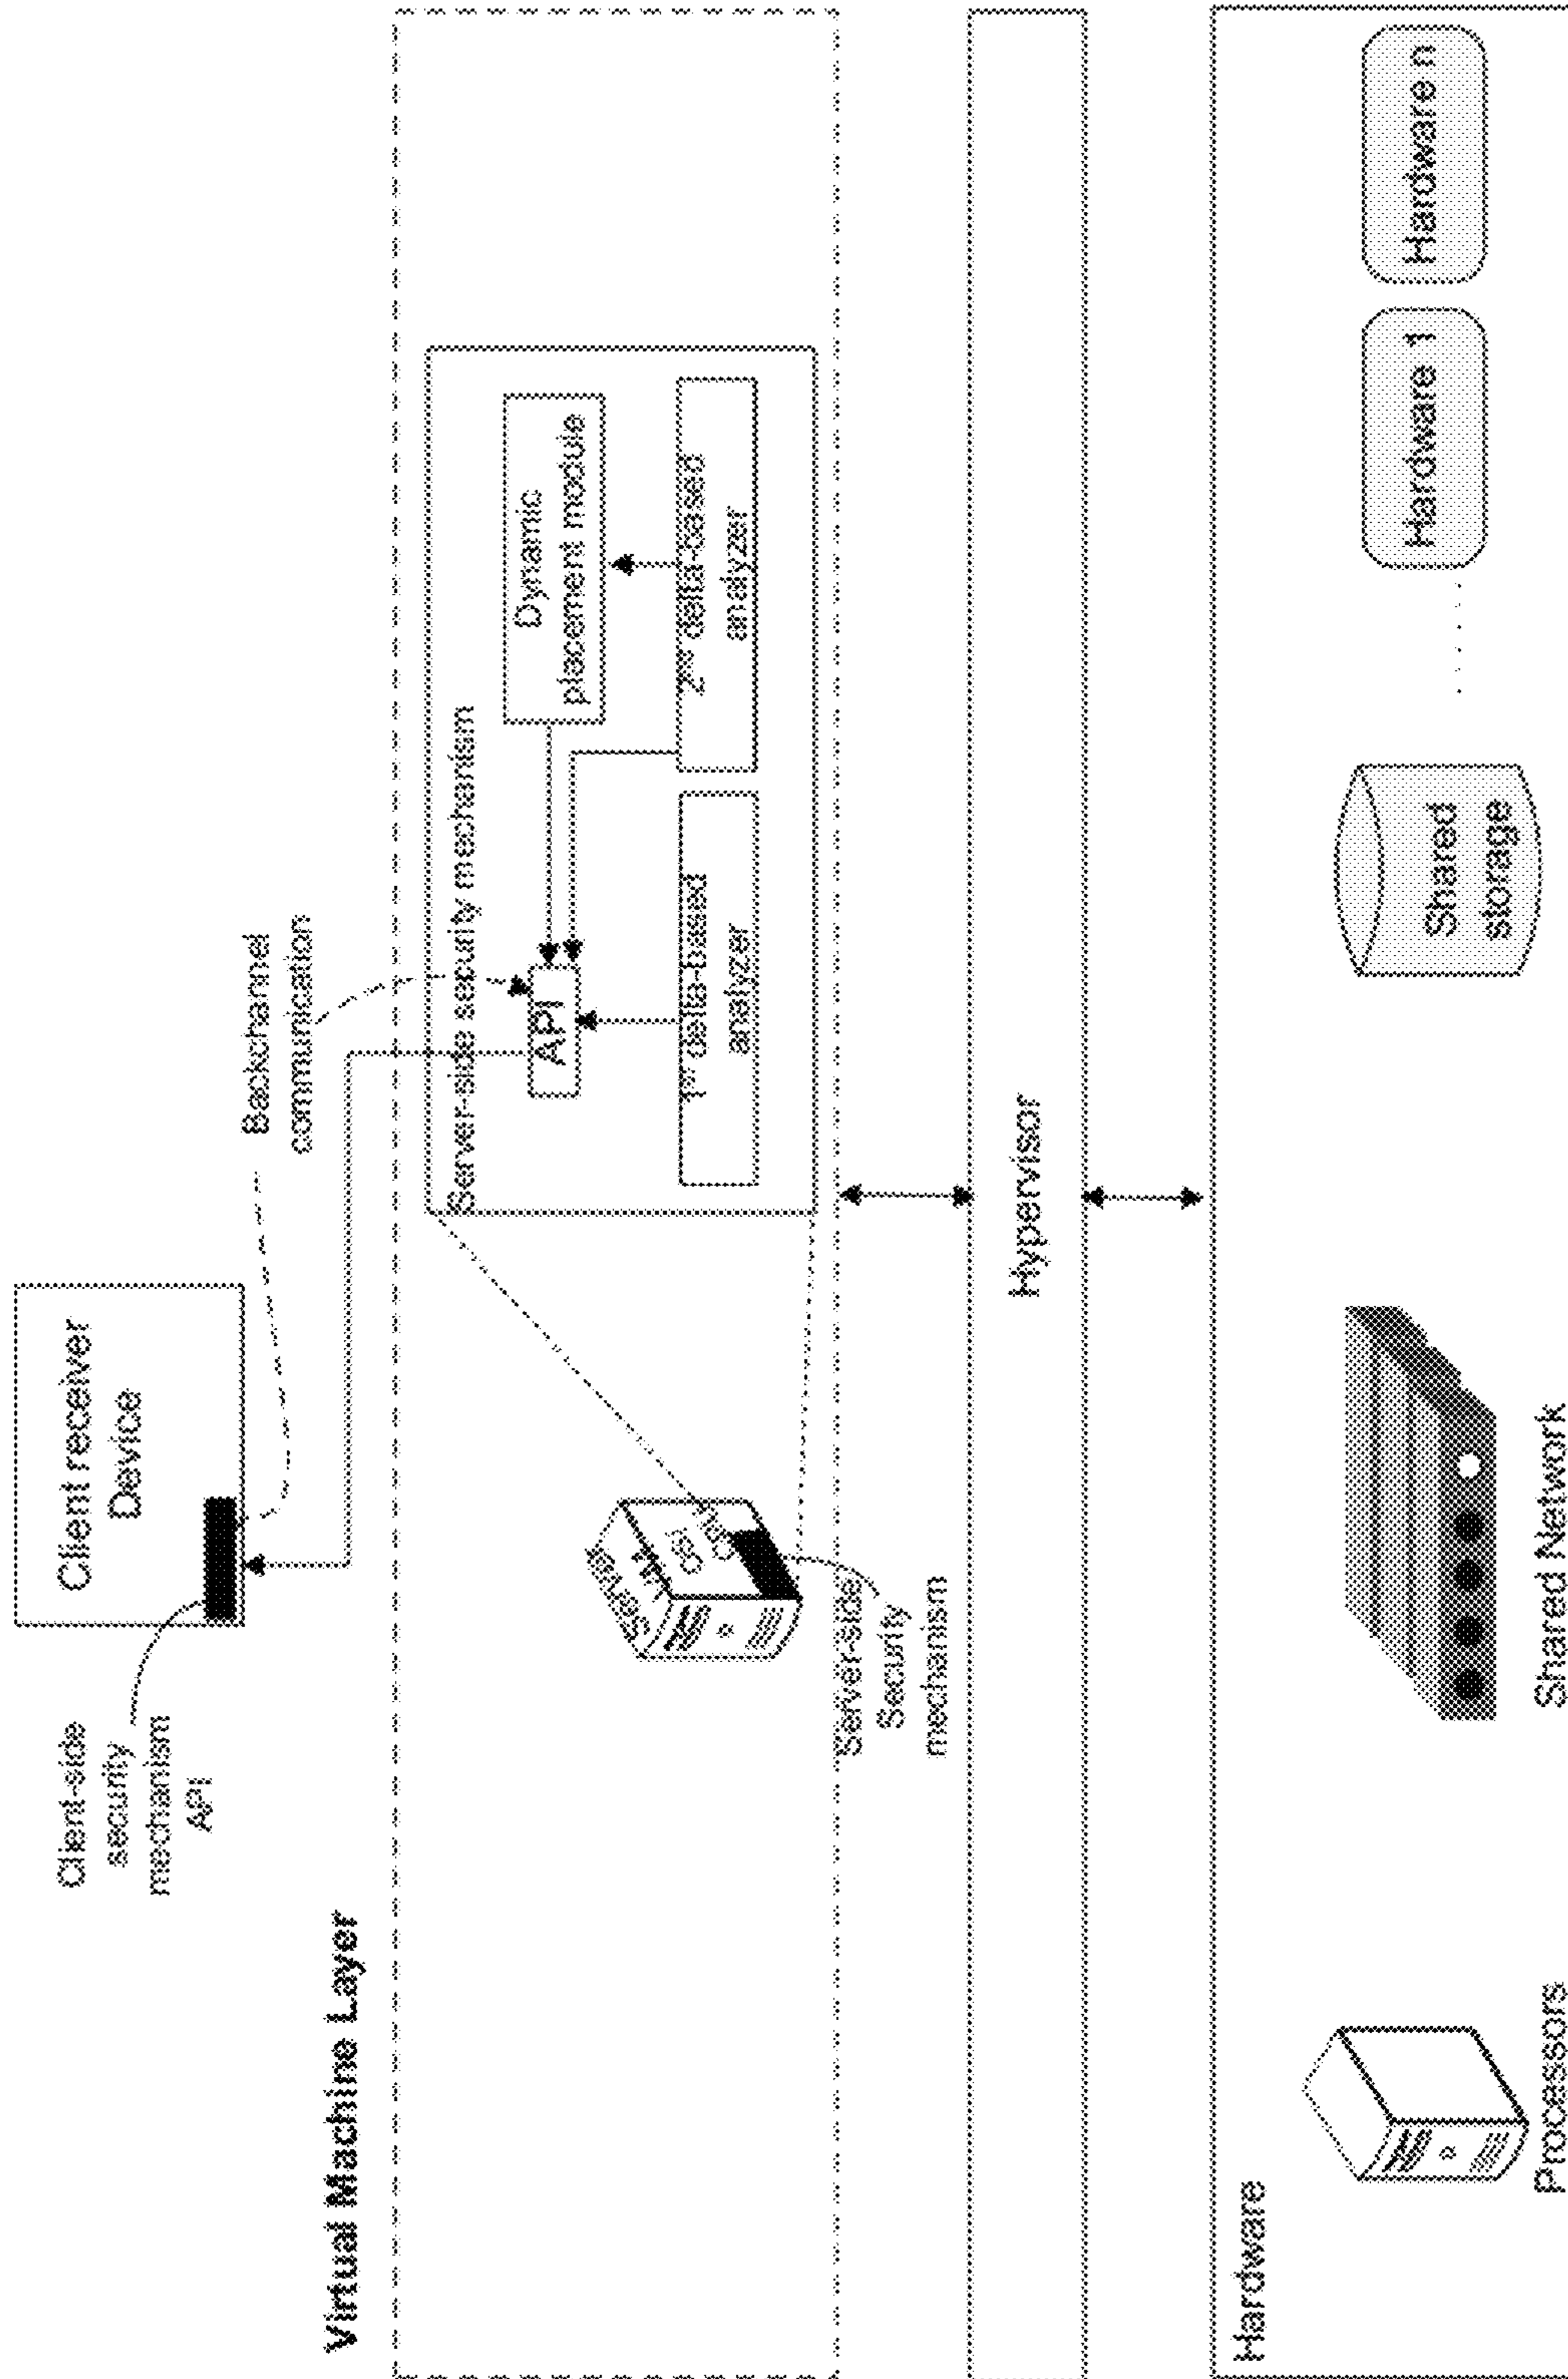 Client receiver
Device
Client-side
security
mechanism
API
Backchannel
communication
Virtual Machine Layer
Server-side security mechanism
API
Dynamic
placement module
1st delta-based
analyzer
2nd delta-based
analyzer
Server
VM
Server-side
Security
mechanism
Hypervisor
Hardware
Processors
Shared Network
Shared
storage
.....
Hardware 1
Hardware n